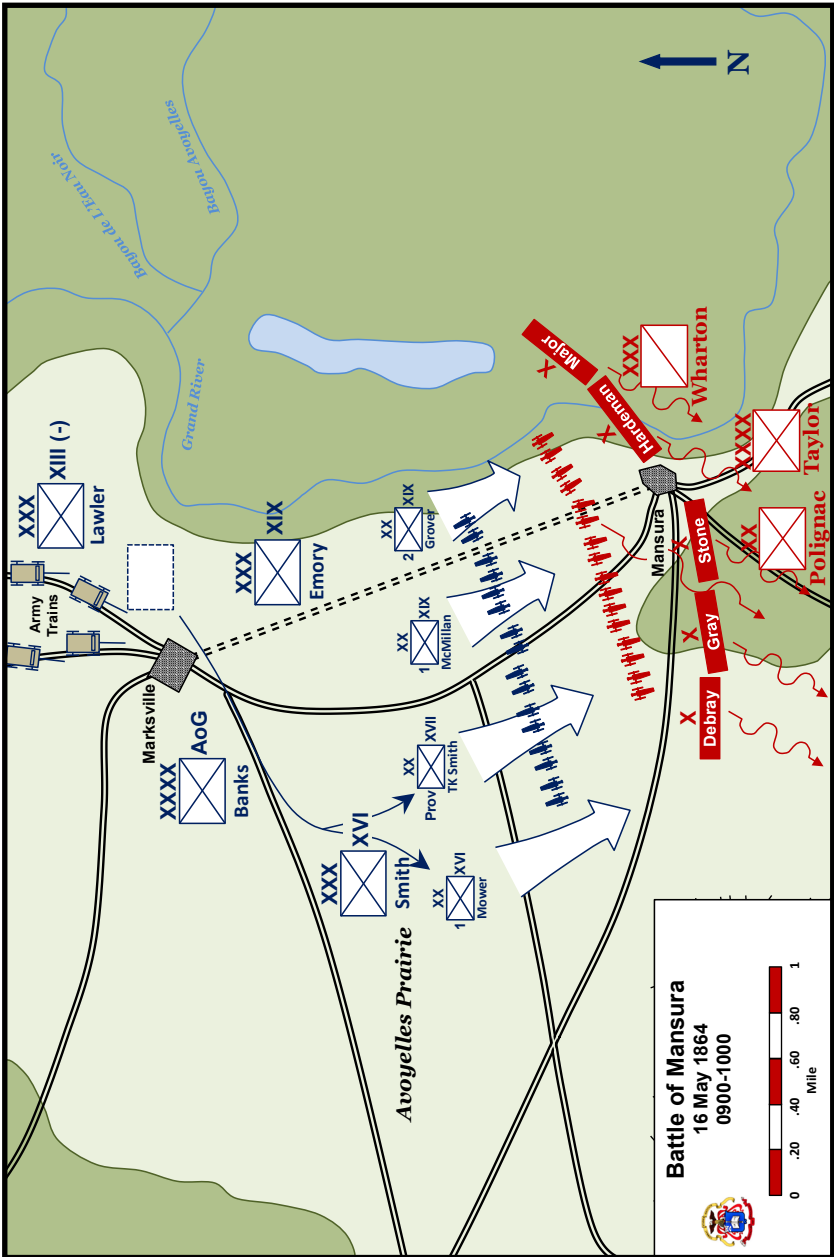 N
Bayou de L'Eau Noir
Bayou Avoyelles
Grand River
XXX
XIII (-)
Lawler
Army
Trains
Marksville
XXX
XIX
Emory
XXXX
AoG
Banks
XXX
XVI
Smith
XX
2
XIX
Grover
XX
1
XIX
McMillan
XX
Prov
XVII
TK Smith
XX
1
XVI
Mower
Avoyelles Prairie
X
Major
X
Hardeman
XXX
Wharton
Mansura
XXXX
Taylor
X
Stone
XX
Polignac
X
Gray
X
Debray
Battle of Mansura
16 May 1864
0900-1000
0
.20
.40
.60
.80
1
Mile